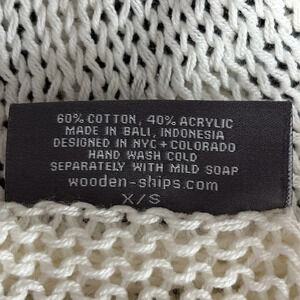 60% COTTON, 40% ACRYLIC
MADE IN BALI, INDONESIA
DESIGNED IN NYC + COLORADO
HAND WASH COLD
SEPARATELY WITH MILD SOAP
wooden-ships.com
X/S